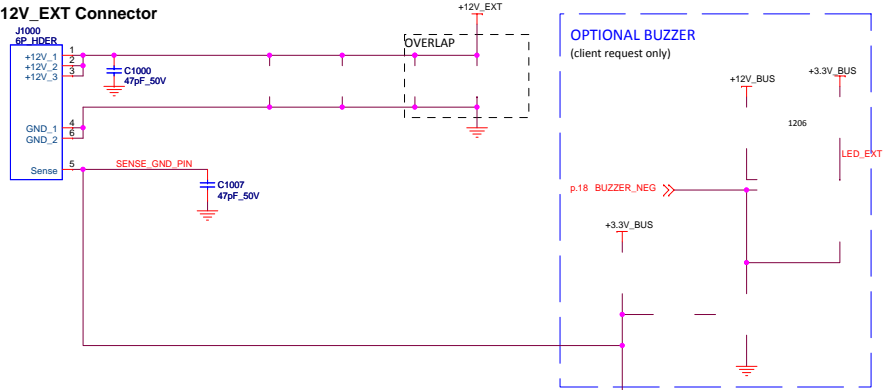 12V_EXT Connector
J1000
6P_HDER
+12V_1
1
+12V_2
2
+12V_3
3
GND_1
4
GND_2
6
Sense
5
C1000
47pF_50V
SENSE_GND_PIN
C1007
47pF_50V
+12V_EXT
OVERLAP
OPTIONAL BUZZER
(client request only)
+12V_BUS
+3.3V_BUS
1206
LED_EXT
p.18 BUZZER_NEG
+3.3V_BUS